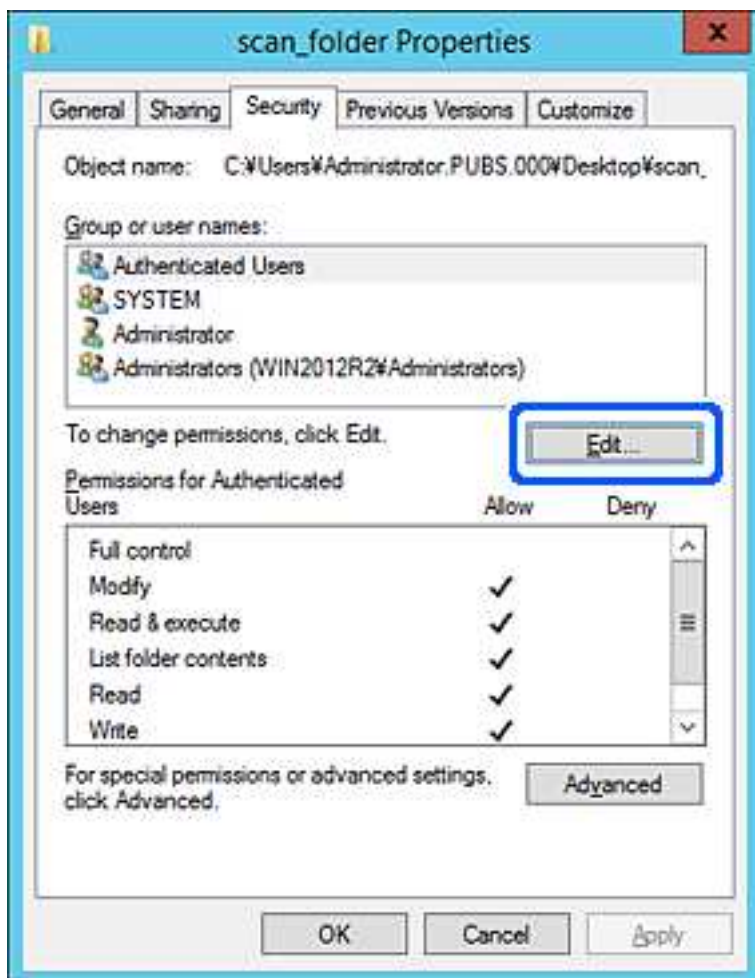 scan_folder Properties
General Sharing Security Previous Versions Customize
Object name: C:¥Users¥Administrator.PUBS.000¥Desktop¥scan_
Group or user names:
Authenticated Users
SYSTEM
Administrator
Administrators (WIN2012R2¥Administrators)
To change permissions, click Edit.
Edit...
Permissions for Authenticated
Users Allow Deny
Full control
Modify
Read & execute
List folder contents
Read
Write
For special permissions or advanced settings,
click Advanced.
Advanced
OK Cancel Apply